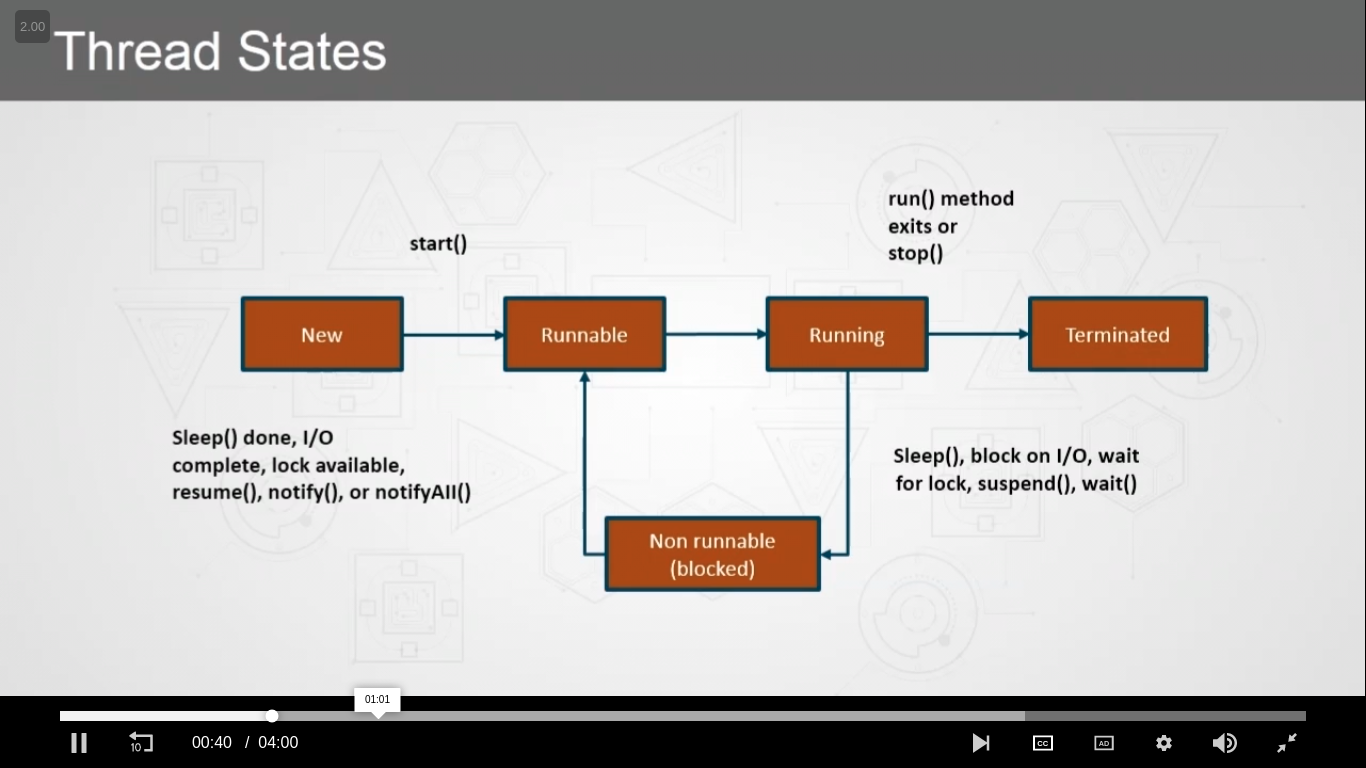 2.00
Thread States
run() method
exits or
stop()
start()
New
Runnable
Running
Terminated
Sleep() done, I/O
complete, lock available,
resume(), notify(), or notifyAll()
Sleep(), block on I/O, wait
for lock, suspend(), wait()
Non runnable
(blocked)
01:01
10
00:40 / 04:00
CC
AD